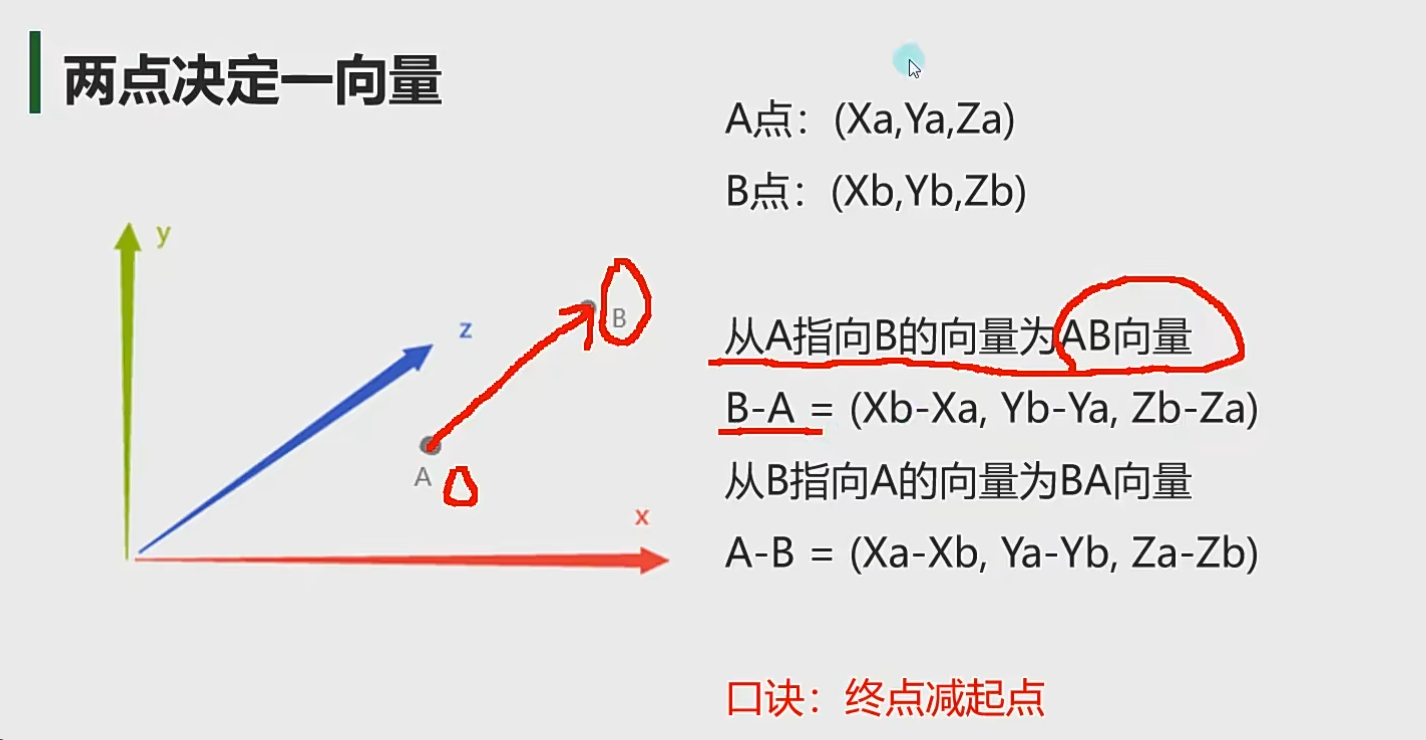 两点决定一向量
A点：(Xa,Ya,Za)
B点：(Xb,Yb,Zb)
y
z
B
A
x
从A指向B的向量为AB向量
B-A = (Xb-Xa, Yb-Ya, Zb-Za)
从B指向A的向量为BA向量
A-B = (Xa-Xb, Ya-Yb, Za-Zb)
口诀：终点减起点